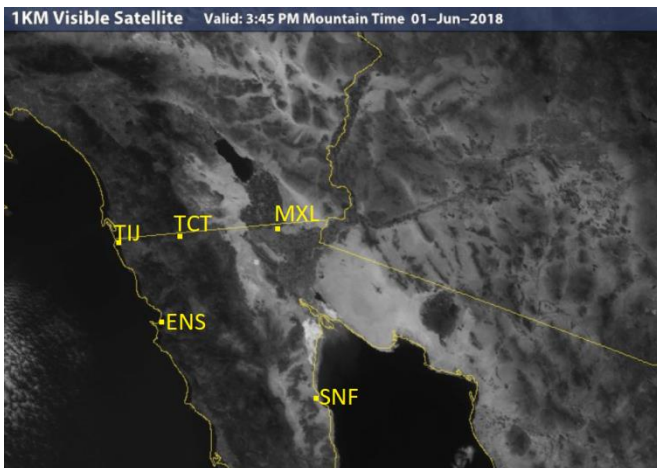 1KM Visible Satellite Valid: 3:45 PM Mountain Time 01-Jun-2018
TIJ
TCT
MXL
ENS
SNF